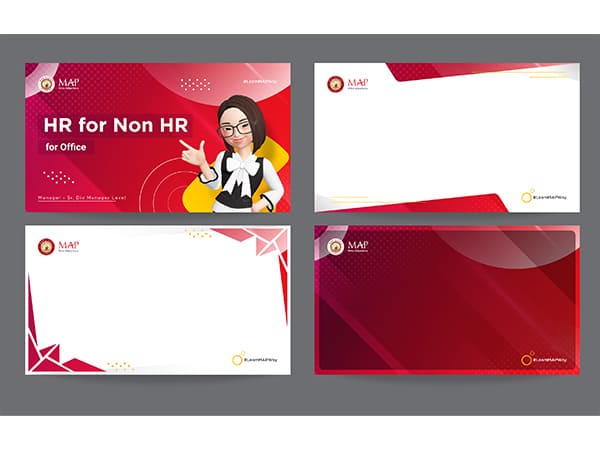 MAP
#LearnMAPWay
HR for Non HR
for Office
Manager - Sr. Div Manager Level
MAP
#LearnMAPWay
MAP
#LearnMAPWay
MAP
#LearnMAPWay